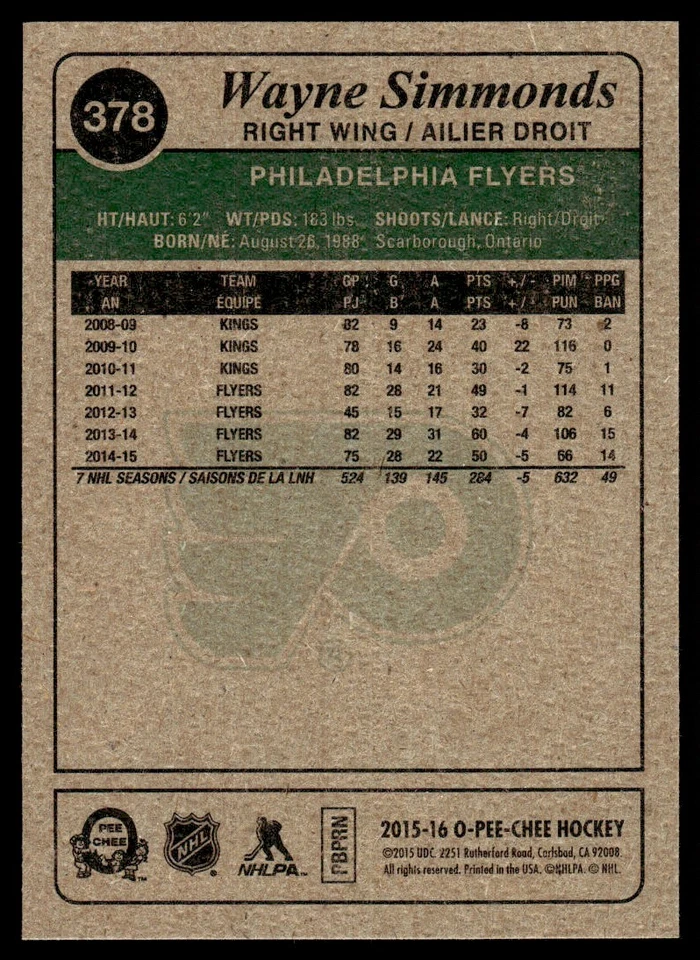 378
Wayne Simmonds
RIGHT WING / AILIER DROIT
PHILADELPHIA FLYERS
HT/HAUT: 6'2" WT/PDS: 183 lbs. SHOOTS/LANCE: Right/Droit
BORN/NÉ: August 26, 1988 Scarborough, Ontario
YEAR TEAM GP G A PTS +/- PIM PPG
AN ÉQUIPE PJ B A PTS +/- PUN BAN
2008-09 KINGS 82 9 14 23 -8 73 2
2009-10 KINGS 78 16 24 40 22 116 0
2010-11 KINGS 80 14 16 30 -2 75 1
2011-12 FLYERS 82 28 21 49 -1 114 11
2012-13 FLYERS 45 15 17 32 -7 82 6
2013-14 FLYERS 82 29 31 60 -4 106 15
2014-15 FLYERS 75 28 22 50 -5 66 14
7 NHL SEASONS / SAISONS DE LA LNH 524 139 145 284 -5 632 49
PEE
CHEE
TM
NHL
®
NHLPA™
PBPRN
2015-16 O-PEE-CHEE HOCKEY
©2015 UDC. 2251 Rutherford Road, Carlsbad, CA 92008.
All rights reserved. Printed in the USA. ©NHLPA. © NHL.